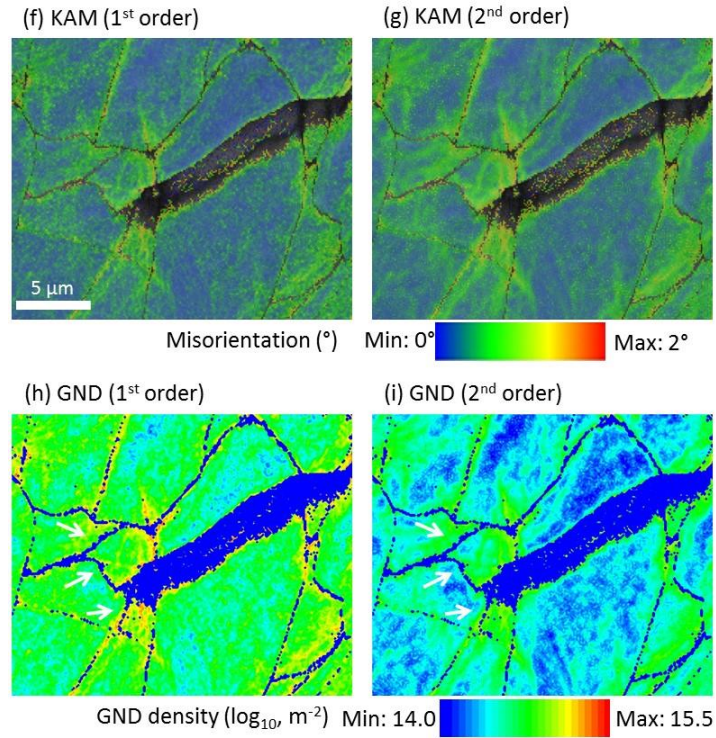 (f) KAM (1st order)
(g) KAM (2nd order)
5 µm
Misorientation (°) Min: 0° Max: 2°
(h) GND (1st order)
(i) GND (2nd order)
GND density (log10, m-2) Min: 14.0 Max: 15.5